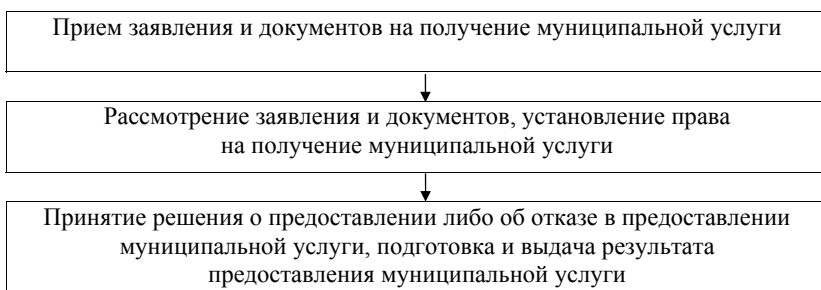 Прием заявления и документов на получение муниципальной услуги
Рассмотрение заявления и документов, установление права
на получение муниципальной услуги
Принятие решения о предоставлении либо об отказе в предоставлении
муниципальной услуги, подготовка и выдача результата
предоставления муниципальной услуги